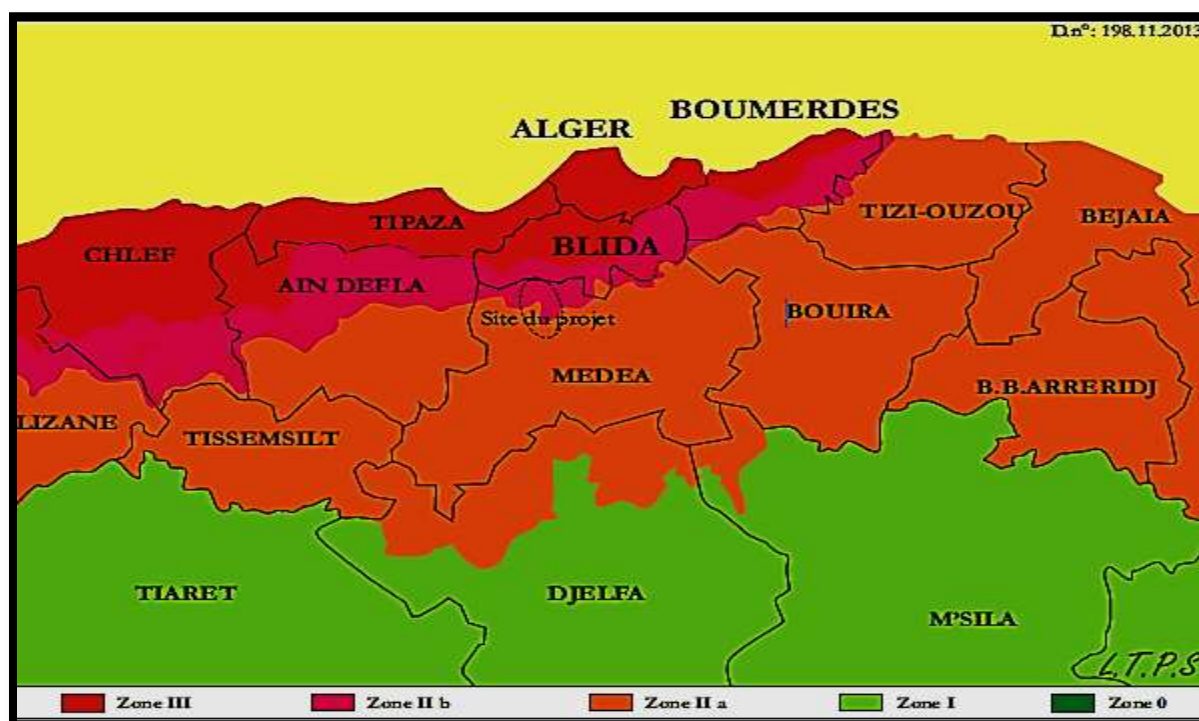 D.n°: 198.11.2013
BOUMERDES
ALGER
TIZI-OUZOU
BEJAIA
TIPAZA
CHLEF
BLIDA
AIN DEFLA
Site du projet
BOUIRA
MEDEA
B.B.ARRERIDJ
LIZANE
TISSEMSILT
TIARET
DJELFA
M'SILA
L.T.P.S
Zone III
Zone II b
Zone II a
Zone I
Zone 0